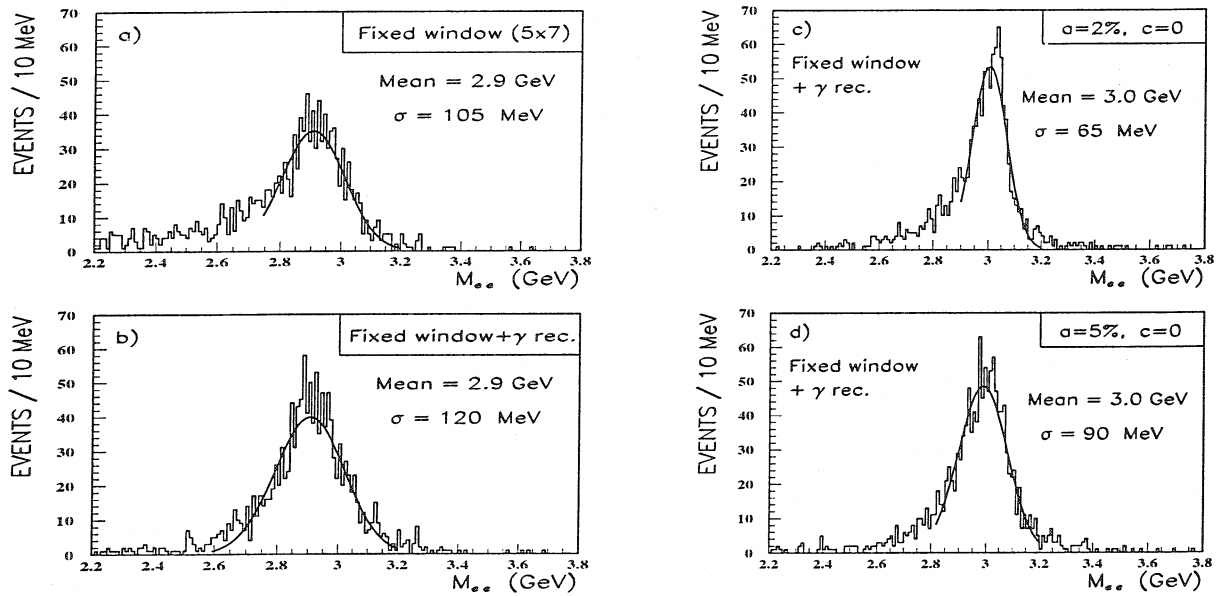 a)
Fixed window (5x7)
Mean = 2.9 GeV
σ = 105 MeV
EVENTS / 10 MeV
70
60
50
40
30
20
10
0
2.2 2.4 2.6 2.8 3 3.2 3.4 3.6 3.8
Mee (GeV)
c)
a=2%, c=0
Fixed window
+ γ rec.
Mean = 3.0 GeV
σ = 65 MeV
EVENTS / 10 MeV
70
60
50
40
30
20
10
0
2.2 2.4 2.6 2.8 3 3.2 3.4 3.6 3.8
Mee (GeV)
b)
Fixed window+γ rec.
Mean = 2.9 GeV
σ = 120 MeV
EVENTS / 10 MeV
70
60
50
40
30
20
10
0
2.2 2.4 2.6 2.8 3 3.2 3.4 3.6 3.8
Mee (GeV)
d)
a=5%, c=0
Fixed window
+ γ rec.
Mean = 3.0 GeV
σ = 90 MeV
EVENTS / 10 MeV
70
60
50
40
30
20
10
0
2.2 2.4 2.6 2.8 3 3.2 3.4 3.6 3.8
Mee (GeV)